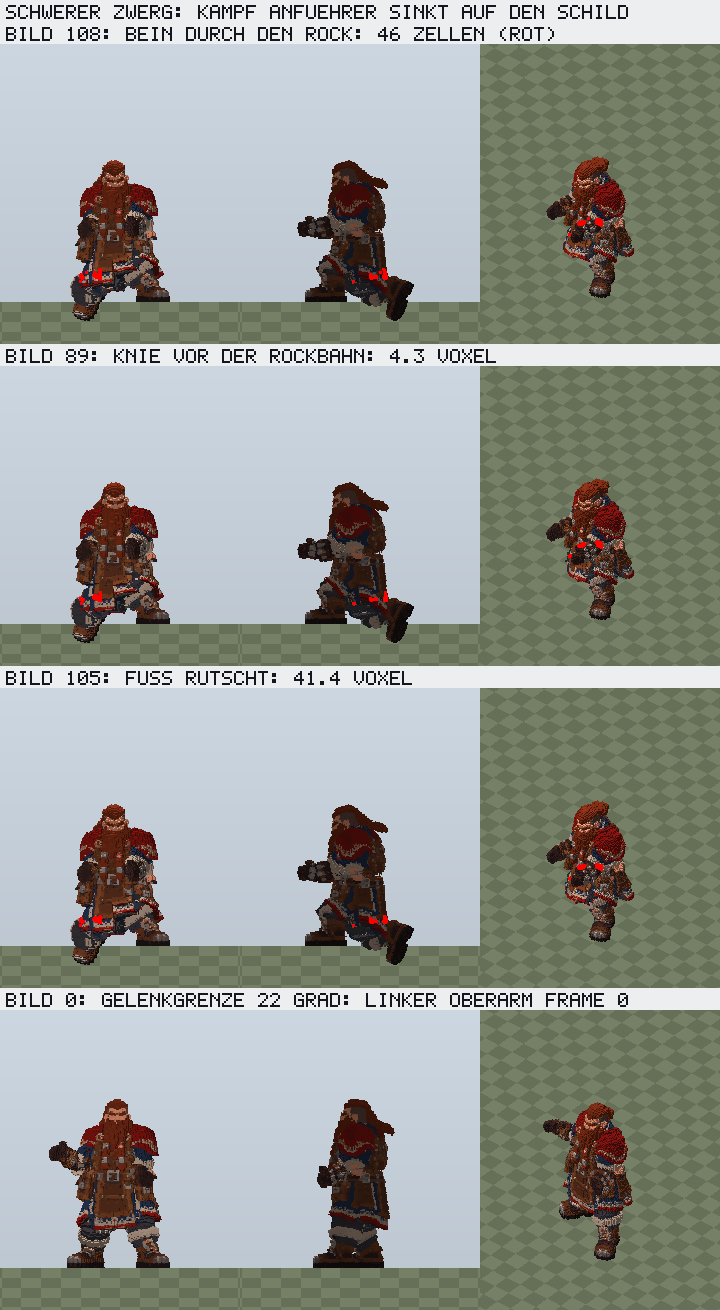 SCHWERER ZWERG: KAMPF ANFUEHRER SINKT AUF DEN SCHILD
BILD 108: BEIN DURCH DEN ROCK: 46 ZELLEN (ROT)
BILD 89: KNIE VOR DER ROCKBAHN: 4.3 VOXEL
BILD 105: FUSS RUTSCHT: 41.4 VOXEL
BILD 0: GELENKGRENZE 22 GRAD: LINKER OBERARM FRAME 0